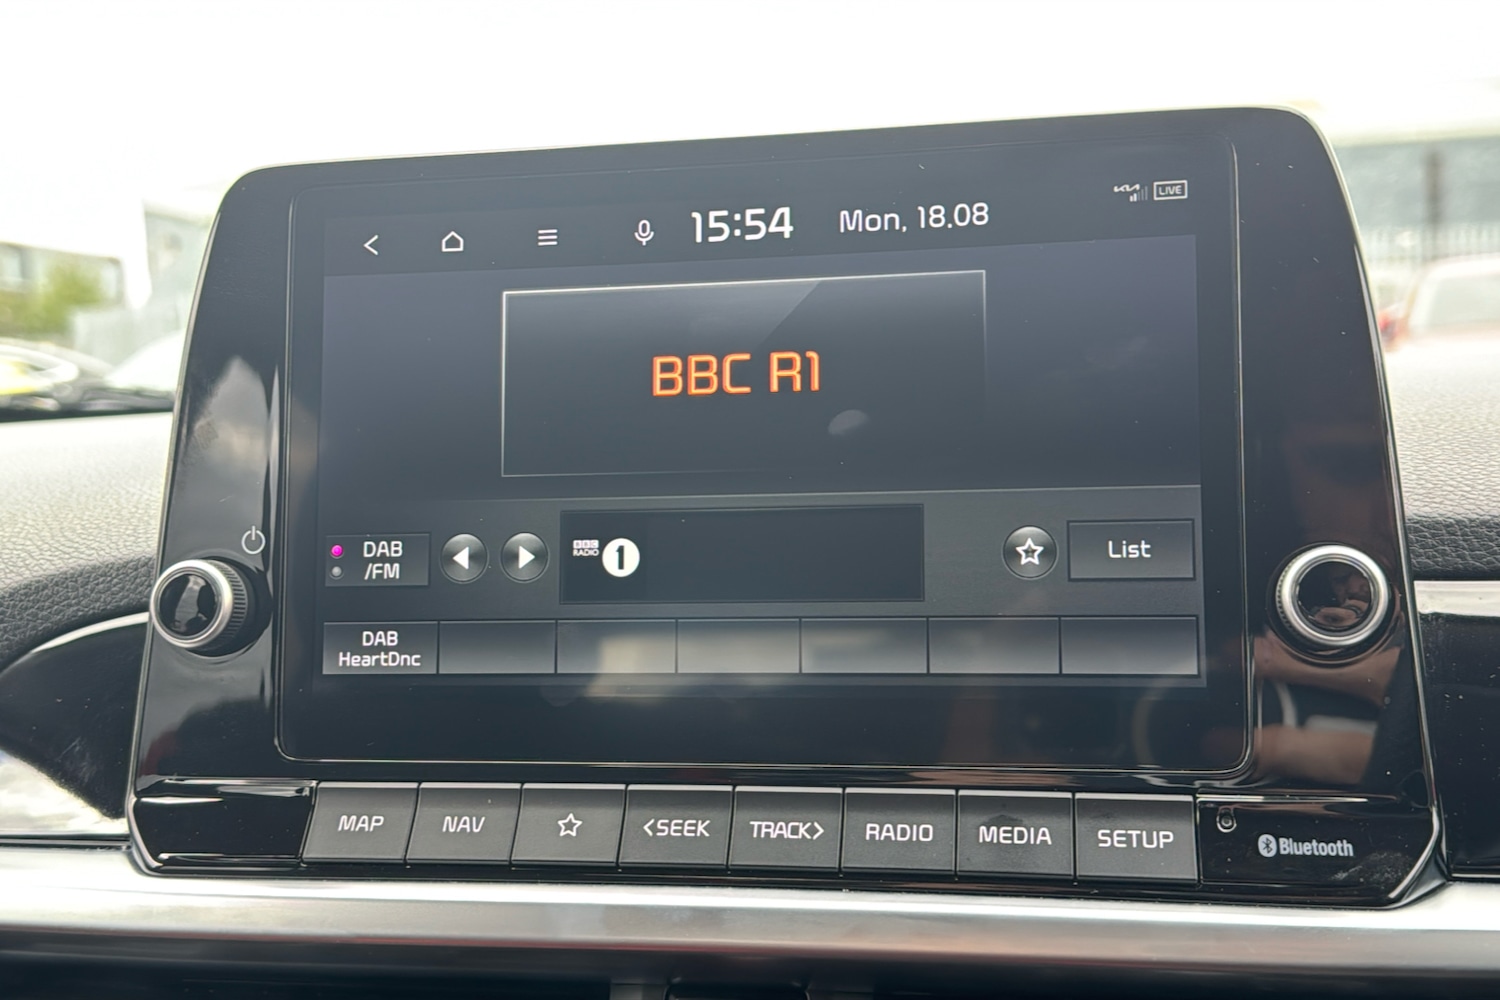 15:54 Mon, 18.08
LIVE
BBC R1
DAB
/FM
BBC
RADIO
1
List
DAB
HeartDnc
MAP NAV <SEEK TRACK> RADIO MEDIA SETUP
Bluetooth